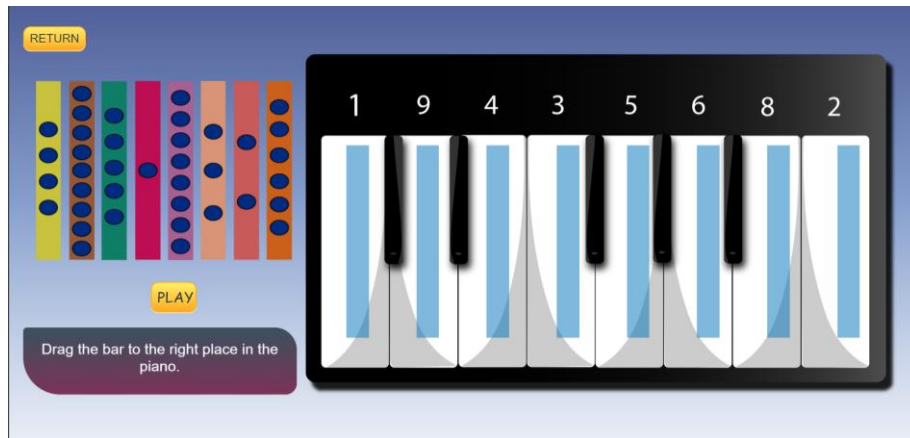 RETURN
1 9 4 3 5 6 8 2
PLAY
Drag the bar to the right place in the
piano.